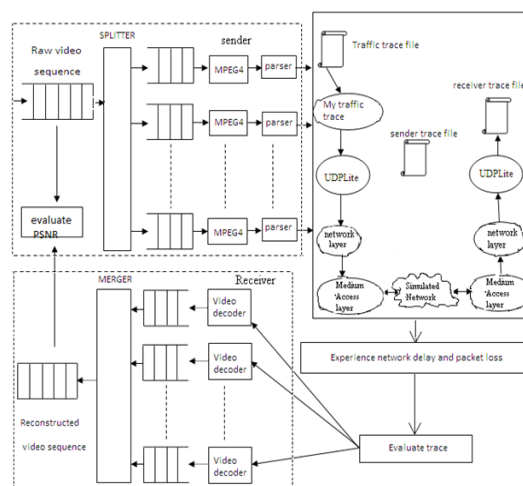 SPLITTER
sender
Raw video
sequence
MPEG4
parser
MPEG4
parser
MPEG4
parser
evaluate
PSNR
Traffic trace file
My traffic
trace
UDPLite
network
layer
Medium
Access
layer
Simulated
Network
sender trace file
receiver trace file
UDPLite
network
layer
Medium
Access
layer
MERGER
Receiver
Video
decoder
Video
decoder
Video
decoder
Reconstructed
video sequence
Experience network delay and packet loss
Evaluate trace